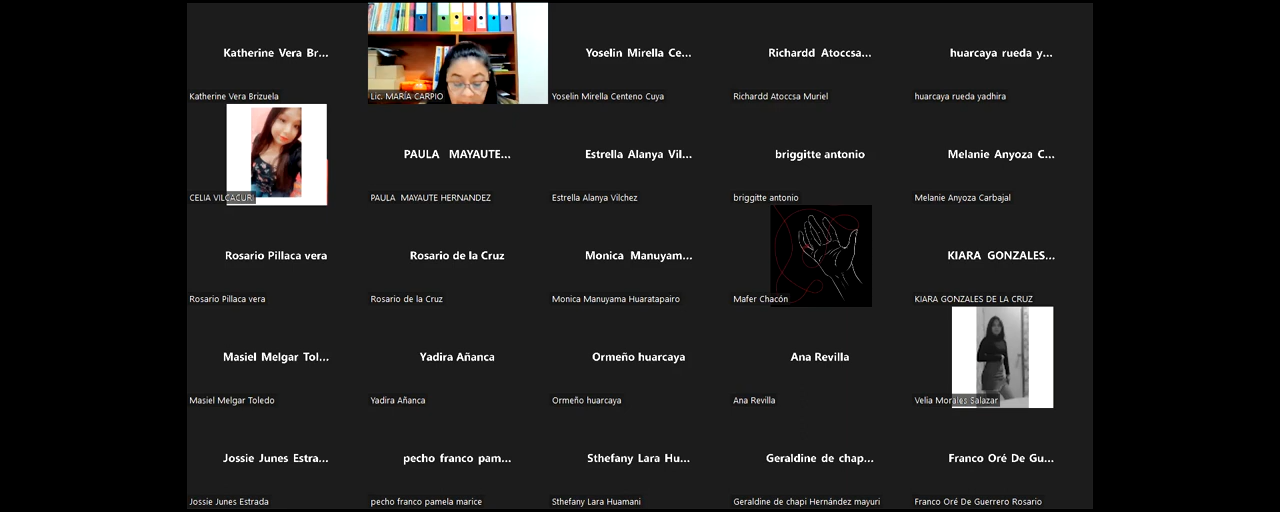 Katherine Vera Br...
Yoselin Mirella Ce...
Richardd Atoccsa...
huarcaya rueda y...
Katherine Vera Brizuela
Lic. MARÍA CARPIO
Yoselin Mirella Centeno Cuya
Richardd Atoccsa Muriel
huarcaya rueda yadhira
PAULA MAYAUTE...
Estrella Alanya Vil...
briggitte antonio
Melanie Anyoza C...
CELIA VILCACURI
PAULA MAYAUTE HERNANDEZ
Estrella Alanya Vilchez
briggitte antonio
Melanie Anyoza Carbajal
Rosario Pillaca vera
Rosario de la Cruz
Monica Manuyam...
KIARA GONZALES...
Rosario Pillaca vera
Rosario de la Cruz
Monica Manuyama Huaratapairo
Mafer Chacón
KIARA GONZALES DE LA CRUZ
Masiel Melgar Tol...
Yadira Añanca
Ormeño huarcaya
Ana Revilla
Masiel Melgar Toledo
Yadira Añanca
Ormeño huarcaya
Ana Revilla
Velia Morales Salazar
Jossie Junes Estra...
pecho franco pam...
Sthefany Lara Hu...
Geraldine de chap...
Franco Oré De Gu...
Jossie Junes Estrada
pecho franco pamela marice
Sthefany Lara Huamani
Geraldine de chapi Hernández mayuri
Franco Oré De Guerrero Rosario